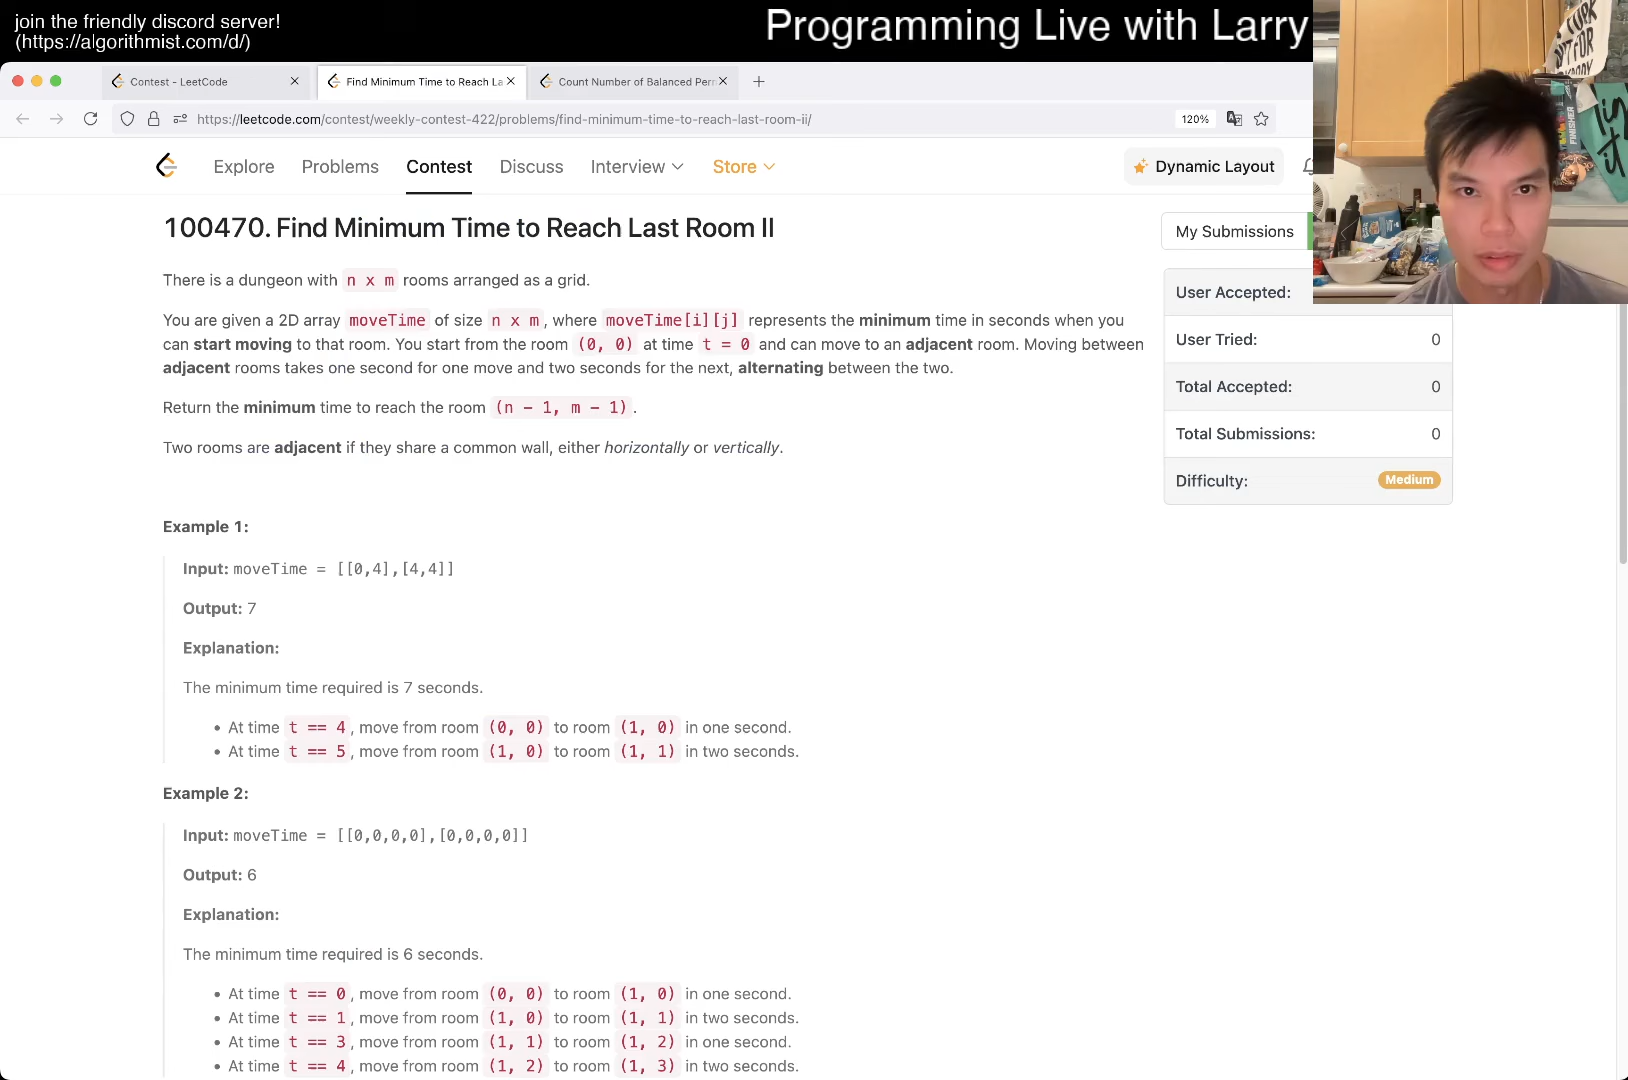 join the friendly discord server!
(https://algorithmist.com/d/)
Programming Live with Larry
Contest - LeetCode
Find Minimum Time to Reach La
Count Number of Balanced Per
https://leetcode.com/contest/weekly-contest-422/problems/find-minimum-time-to-reach-last-room-ii/
120%
Explore Problems Contest Discuss Interview Store
Dynamic Layout
100470. Find Minimum Time to Reach Last Room II
My Submissions
There is a dungeon with n x m rooms arranged as a grid.
User Accepted:
You are given a 2D array moveTime of size n x m, where moveTime[i][j] represents the minimum time in seconds when you
can start moving to that room. You start from the room (0, 0) at time t = 0 and can move to an adjacent room. Moving between
adjacent rooms takes one second for one move and two seconds for the next, alternating between the two.
User Tried: 0
Total Accepted: 0
Return the minimum time to reach the room (n - 1, m - 1).
Total Submissions: 0
Two rooms are adjacent if they share a common wall, either horizontally or vertically.
Difficulty: Medium
Example 1:
Input: moveTime = [[0,4],[4,4]]
Output: 7
Explanation:
The minimum time required is 7 seconds.
• At time t == 4, move from room (0, 0) to room (1, 0) in one second.
• At time t == 5, move from room (1, 0) to room (1, 1) in two seconds.
Example 2:
Input: moveTime = [[0,0,0,0],[0,0,0,0]]
Output: 6
Explanation:
The minimum time required is 6 seconds.
• At time t == 0, move from room (0, 0) to room (1, 0) in one second.
• At time t == 1, move from room (1, 0) to room (1, 1) in two seconds.
• At time t == 3, move from room (1, 1) to room (1, 2) in one second.
• At time t == 4, move from room (1, 2) to room (1, 3) in two seconds.
FINISHER